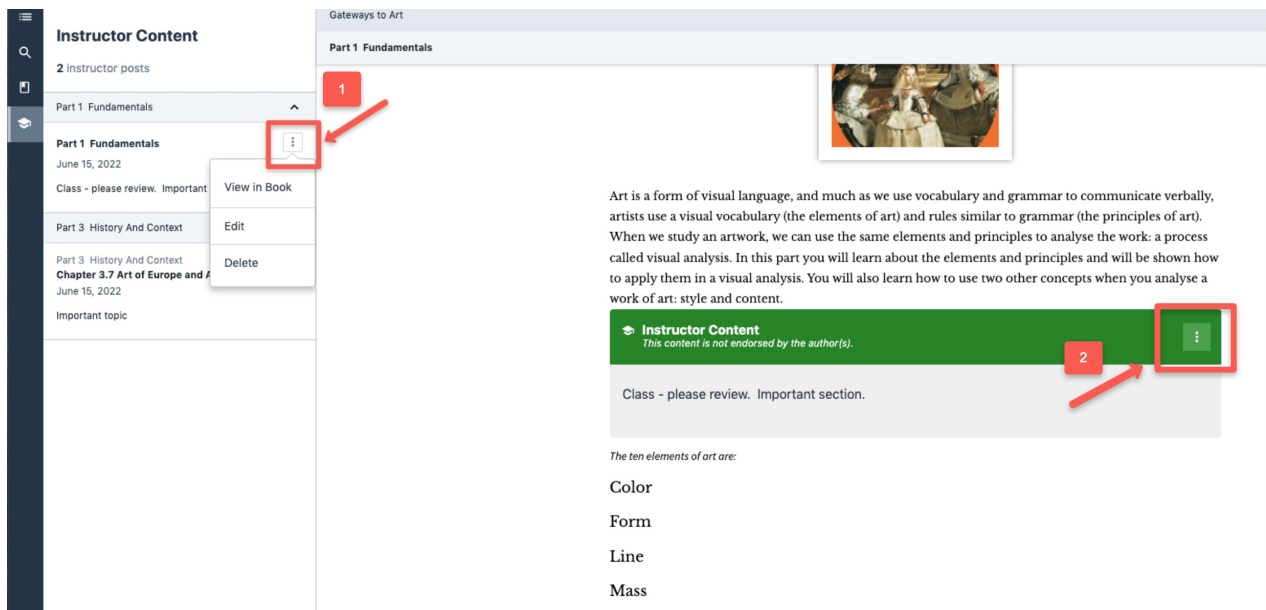 Instructor Content
2 instructor posts
Part 1 Fundamentals
Part 1 Fundamentals
June 15, 2022
Class - please review. Important
Part 3 History And Context
Part 3 History And Context
Chapter 3.7 Art of Europe and
June 15, 2022
Important topic
View in Book
Edit
Delete
1
Gateways to Art
Part 1 Fundamentals
Art is a form of visual language, and much as we use vocabulary and grammar to communicate verbally,
artists use a visual vocabulary (the elements of art) and rules similar to grammar (the principles of art).
When we study an artwork, we can use the same elements and principles to analyse the work: a process
called visual analysis. In this part you will learn about the elements and principles and will be shown how
to apply them in a visual analysis. You will also learn how to use two other concepts when you analyse a
work of art: style and content.
Instructor Content
This content is not endorsed by the author(s).
2
Class - please review. Important section.
The ten elements of art are:
Color
Form
Line
Mass